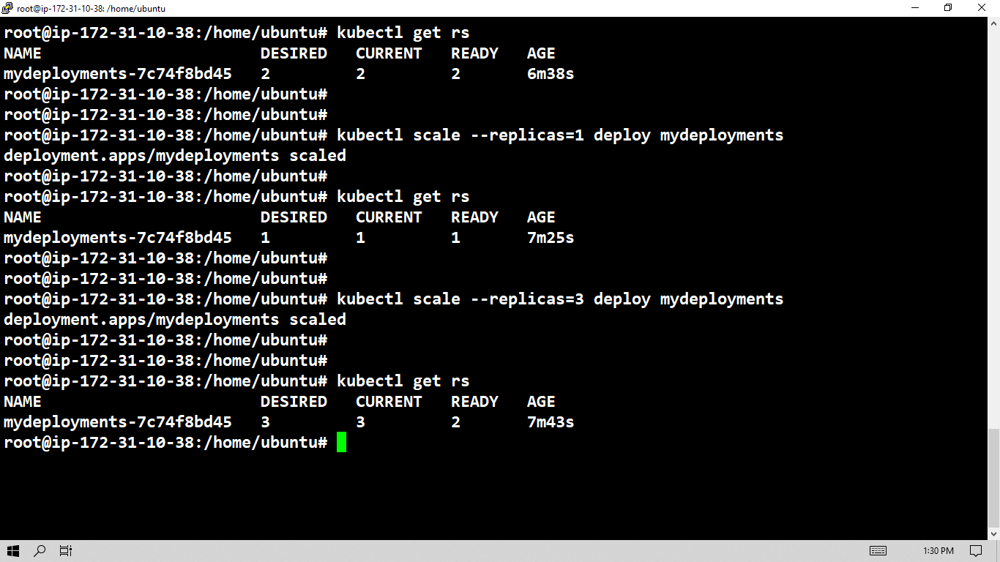 root@ip-172-31-10-38: /home/ubuntu
root@ip-172-31-10-38:/home/ubuntu# kubectl get rs
NAME                       DESIRED   CURRENT   READY   AGE
mydeployments-7c74f8bd45   2         2         2       6m38s
root@ip-172-31-10-38:/home/ubuntu#
root@ip-172-31-10-38:/home/ubuntu#
root@ip-172-31-10-38:/home/ubuntu# kubectl scale --replicas=1 deploy mydeployments
deployment.apps/mydeployments scaled
root@ip-172-31-10-38:/home/ubuntu#
root@ip-172-31-10-38:/home/ubuntu# kubectl get rs
NAME                       DESIRED   CURRENT   READY   AGE
mydeployments-7c74f8bd45   1         1         1       7m25s
root@ip-172-31-10-38:/home/ubuntu#
root@ip-172-31-10-38:/home/ubuntu#
root@ip-172-31-10-38:/home/ubuntu# kubectl scale --replicas=3 deploy mydeployments
deployment.apps/mydeployments scaled
root@ip-172-31-10-38:/home/ubuntu#
root@ip-172-31-10-38:/home/ubuntu#
root@ip-172-31-10-38:/home/ubuntu# kubectl get rs
NAME                       DESIRED   CURRENT   READY   AGE
mydeployments-7c74f8bd45   3         3         2       7m43s
root@ip-172-31-10-38:/home/ubuntu#
1:30 PM